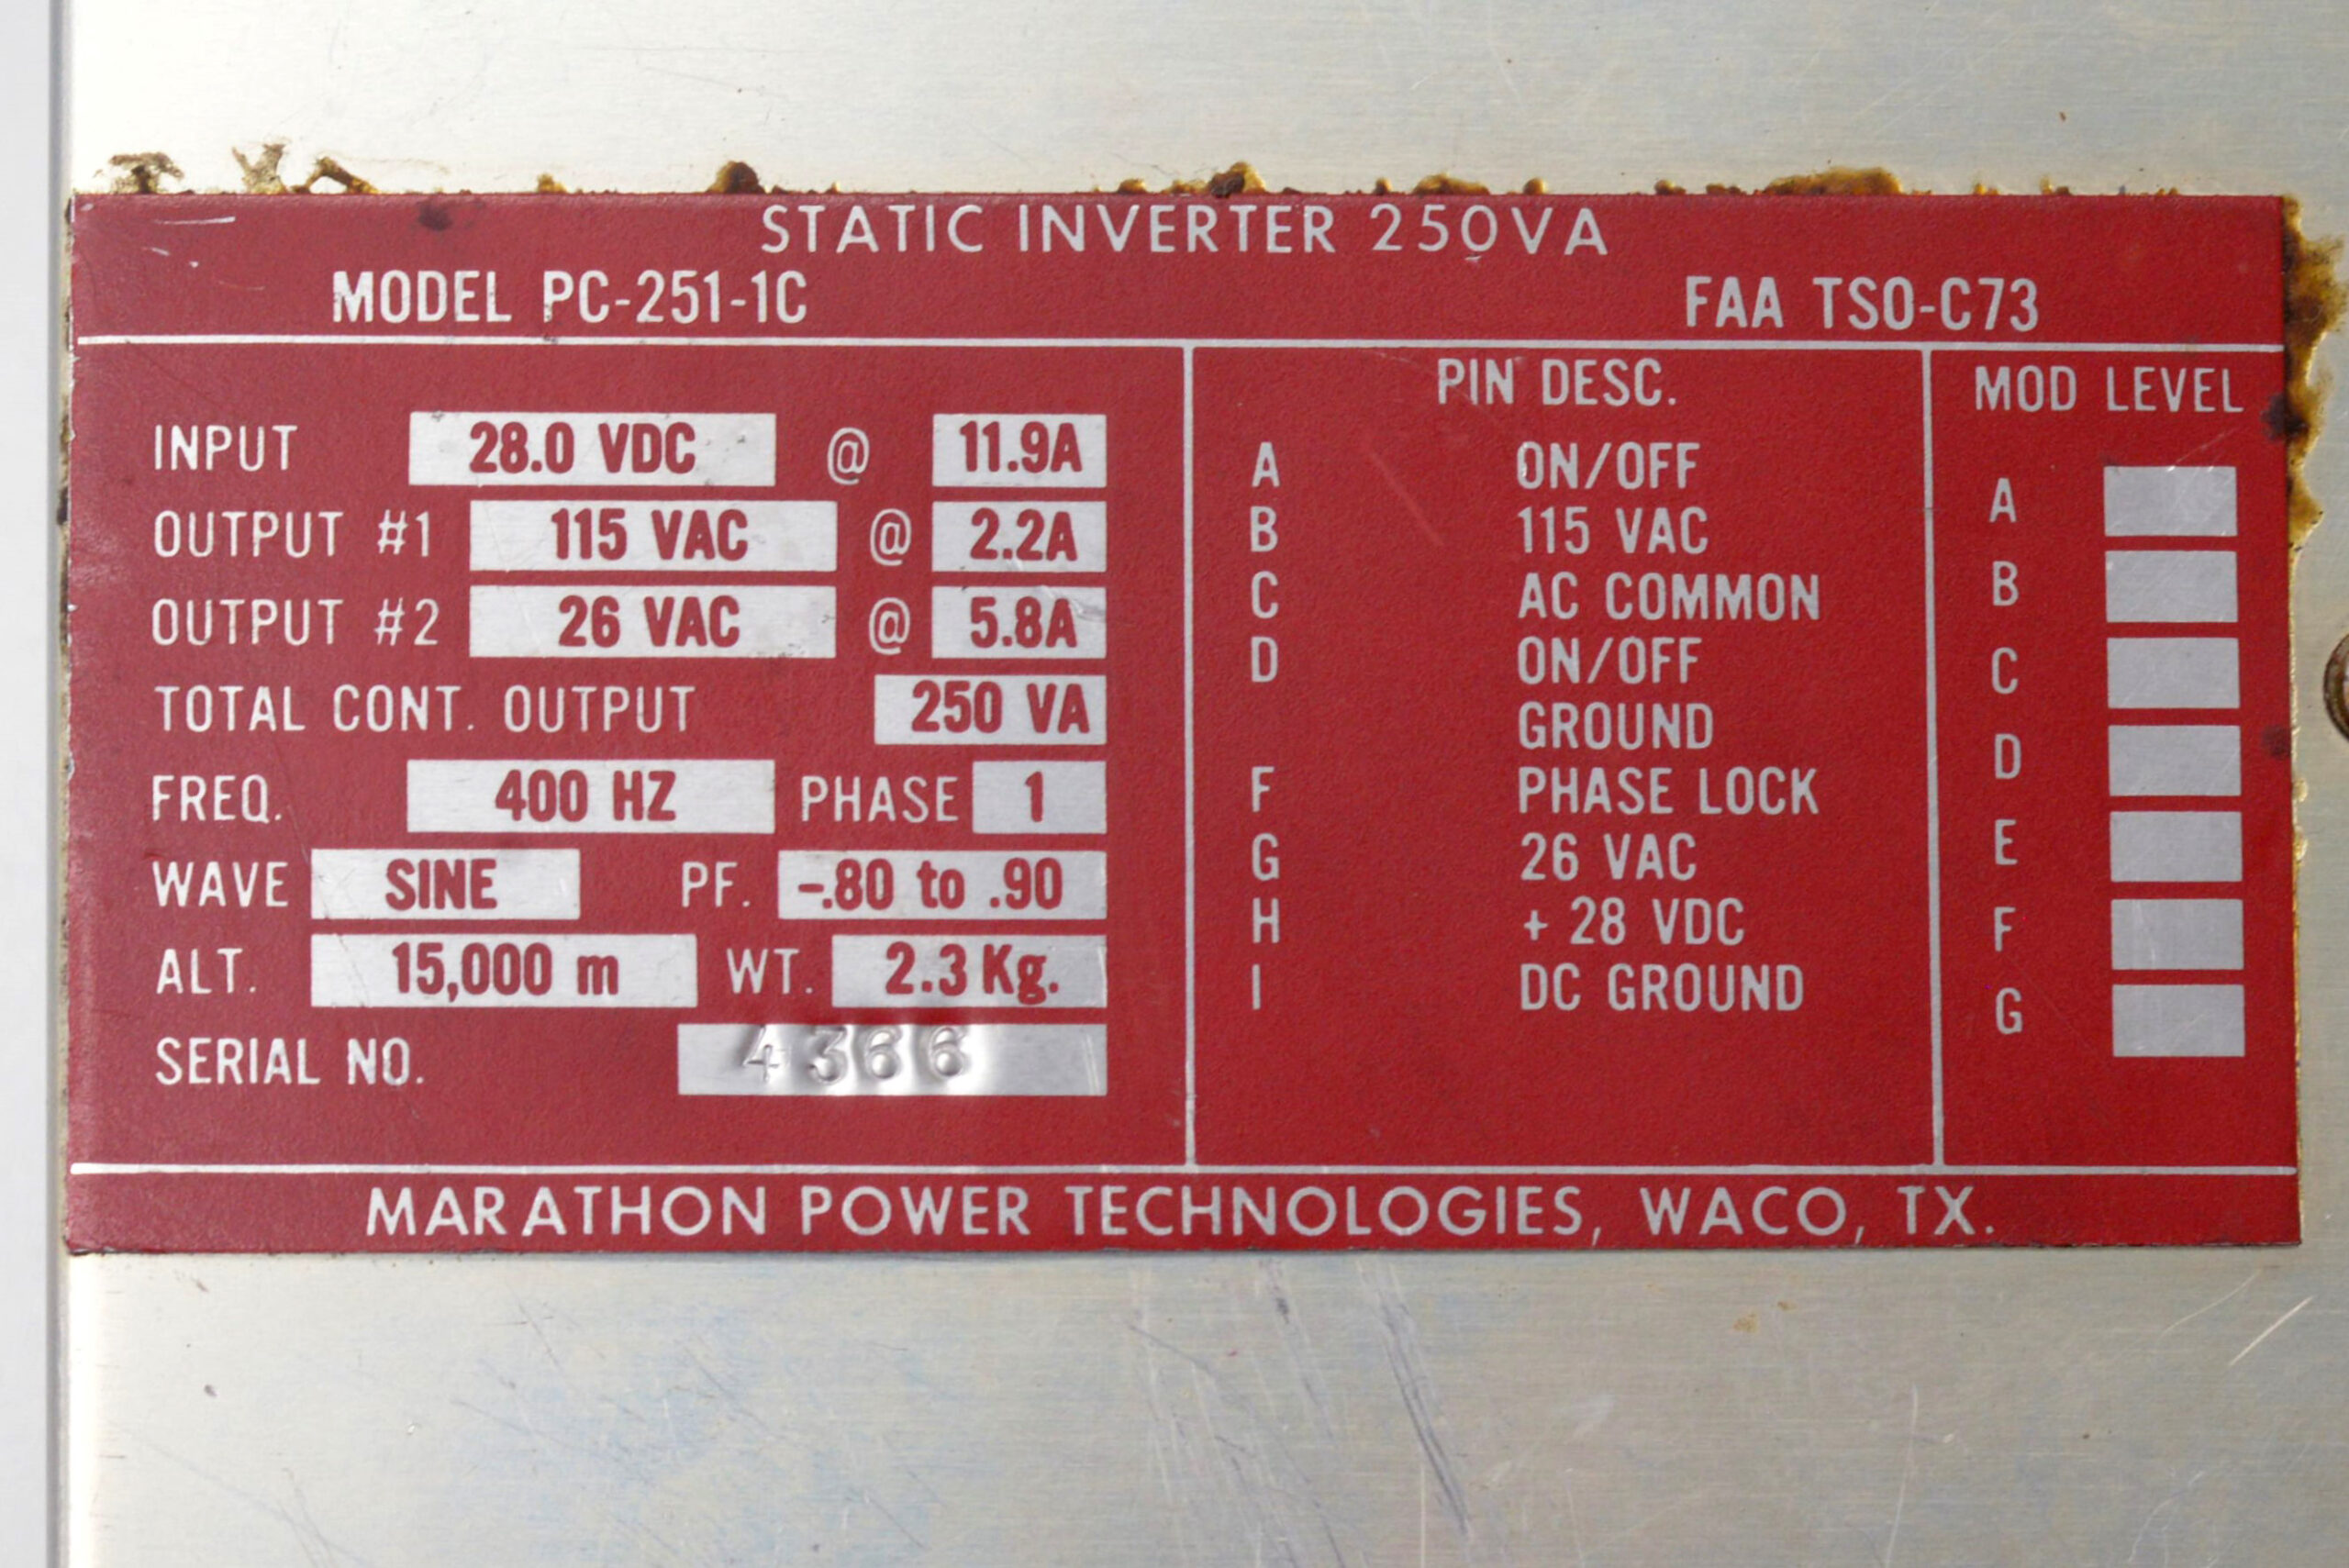 STATIC INVERTER 250VA
MODEL PC-251-1C FAA TSO-C73
INPUT 28.0 VDC @ 11.9A
OUTPUT #1 115 VAC @ 2.2A
OUTPUT #2 26 VAC @ 5.8A
TOTAL CONT. OUTPUT 250 VA
FREQ. 400 HZ PHASE 1
WAVE SINE PF. -.80 to .90
ALT. 15,000 m WT. 2.3 Kg.
SERIAL NO. 4366
PIN DESC.
A ON/OFF
B 115 VAC
C AC COMMON
D ON/OFF
GROUND
F PHASE LOCK
G 26 VAC
H + 28 VDC
I DC GROUND
MOD LEVEL
A
B
C
D
E
F
G
MARATHON POWER TECHNOLOGIES, WACO, TX.